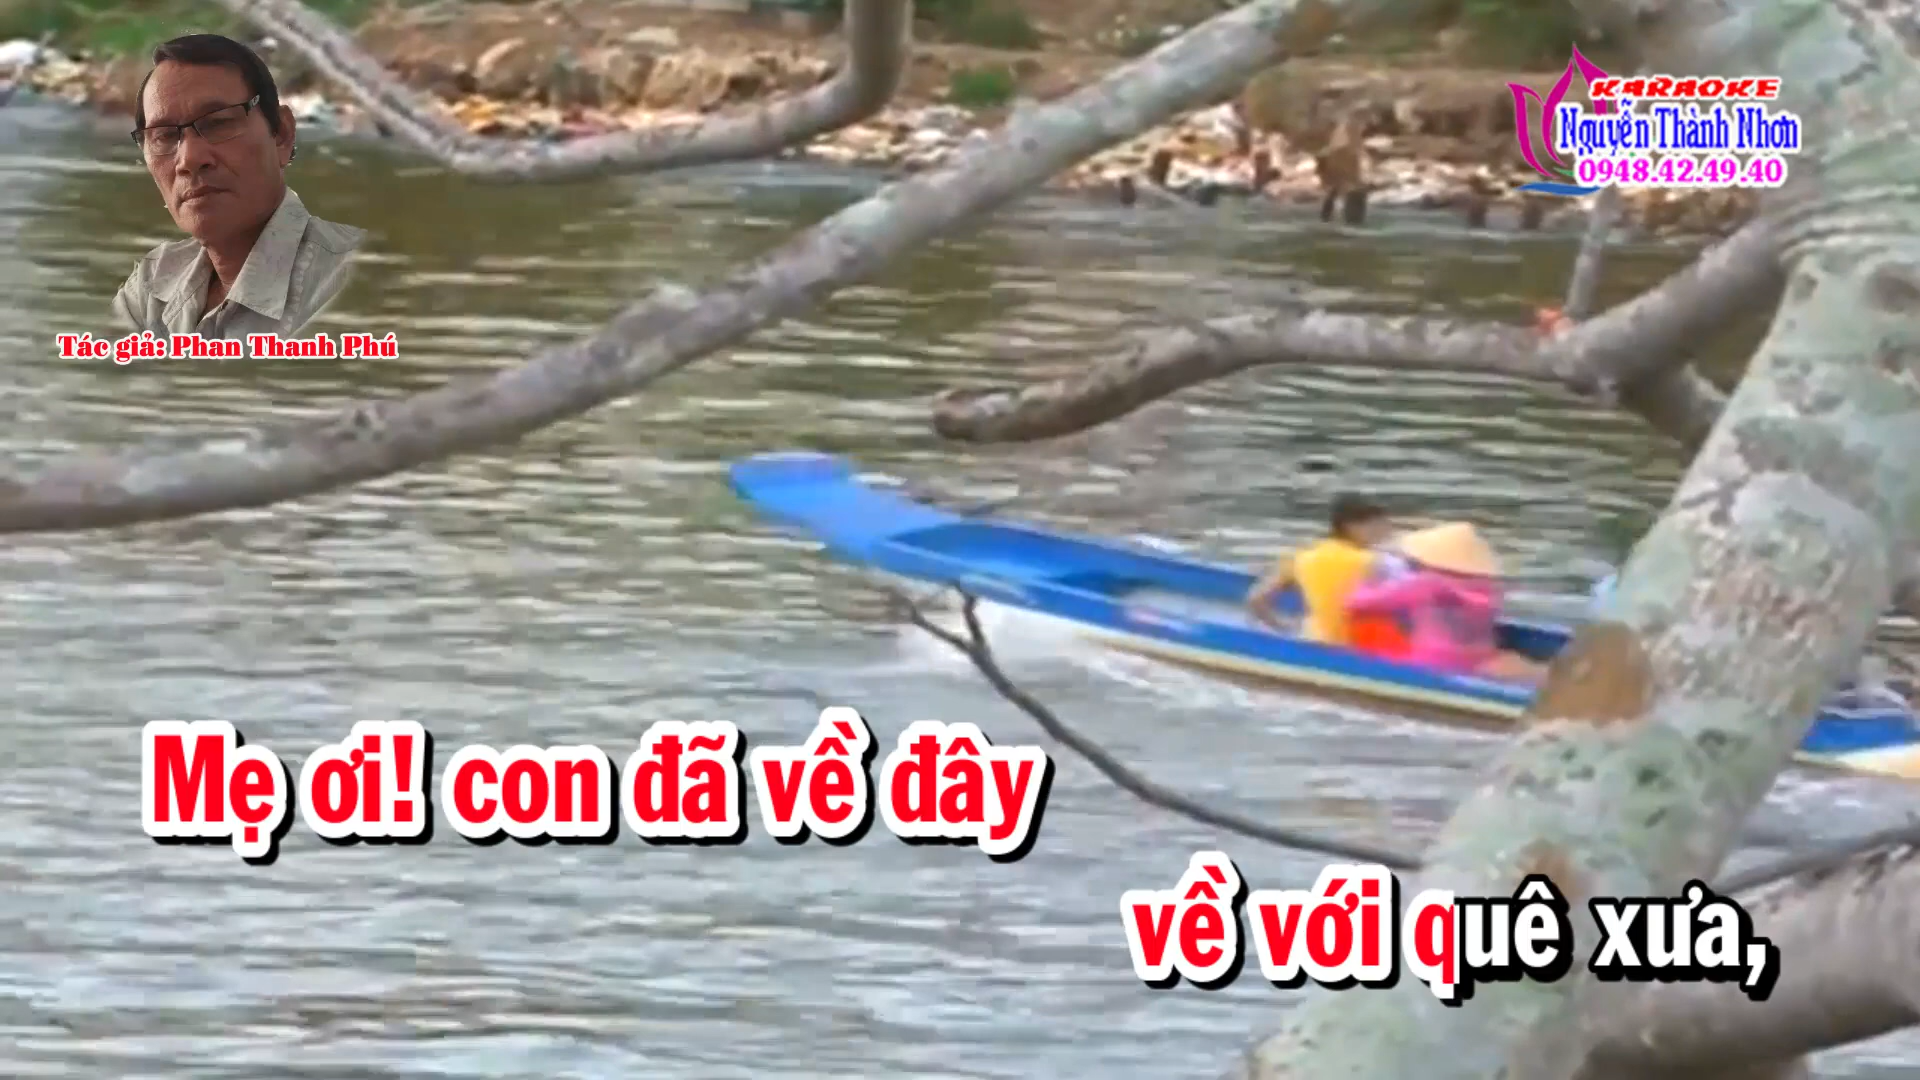 KARAOKE
Nguyễn Thành Nhơn
0948.42.49.40
Tác giả: Phan Thanh Phú
Mẹ ơi! con đã về đây
về với quê xưa,